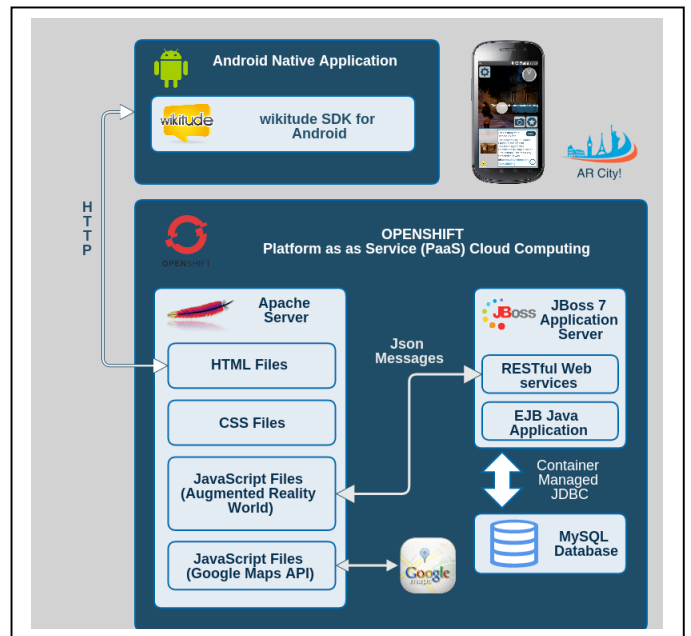 Android Native Application
wikitude
wikitude SDK for
Android
AR City!
H
T
T
P
OPENSHIFT
OPENSHIFT
Platform as as Service (PaaS) Cloud Computing
Apache
Server
HTML Files
CSS Files
JavaScript Files
(Augmented Reality
World)
JavaScript Files
(Google Maps API)
Json
Messages
Google
maps
JBoss
JBoss 7
Application
Server
RESTful Web
services
EJB Java
Application
Container
Managed
JDBC
MySQL
Database